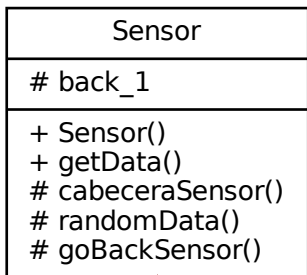 Sensor
# back_1
+ Sensor()
+ getData()
# cabeceraSensor()
# randomData()
# goBackSensor()